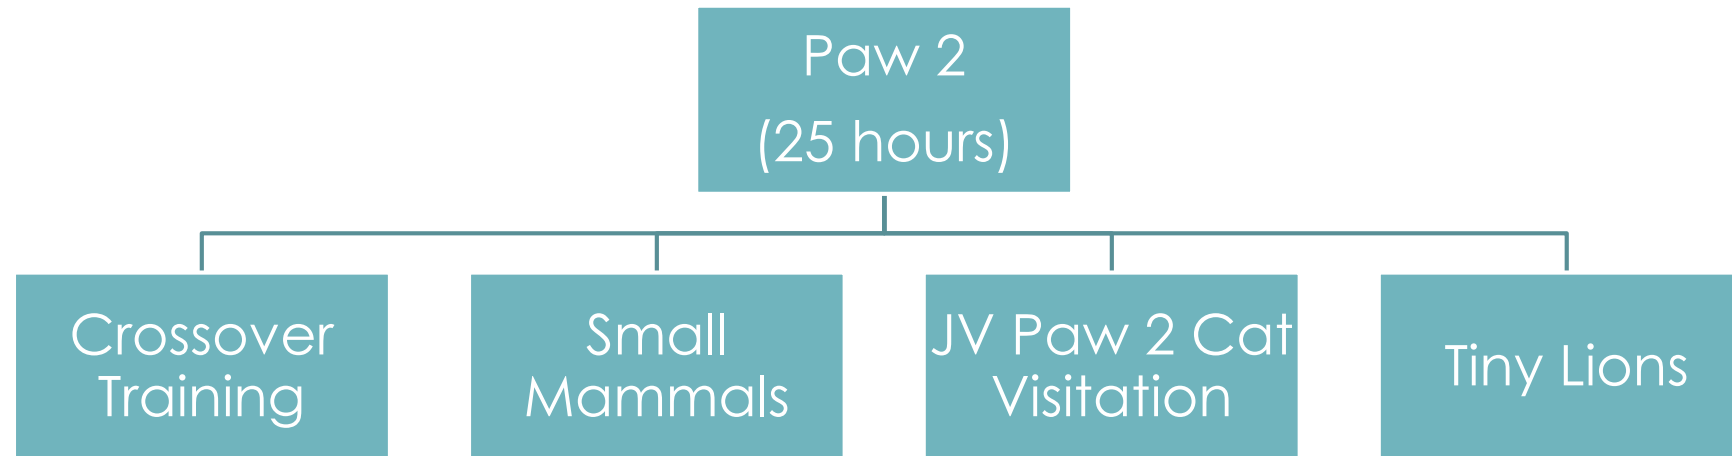 Paw 2
(25 hours)
Crossover
Training
Small
Mammals
JV Paw 2 Cat
Visitation
Tiny Lions